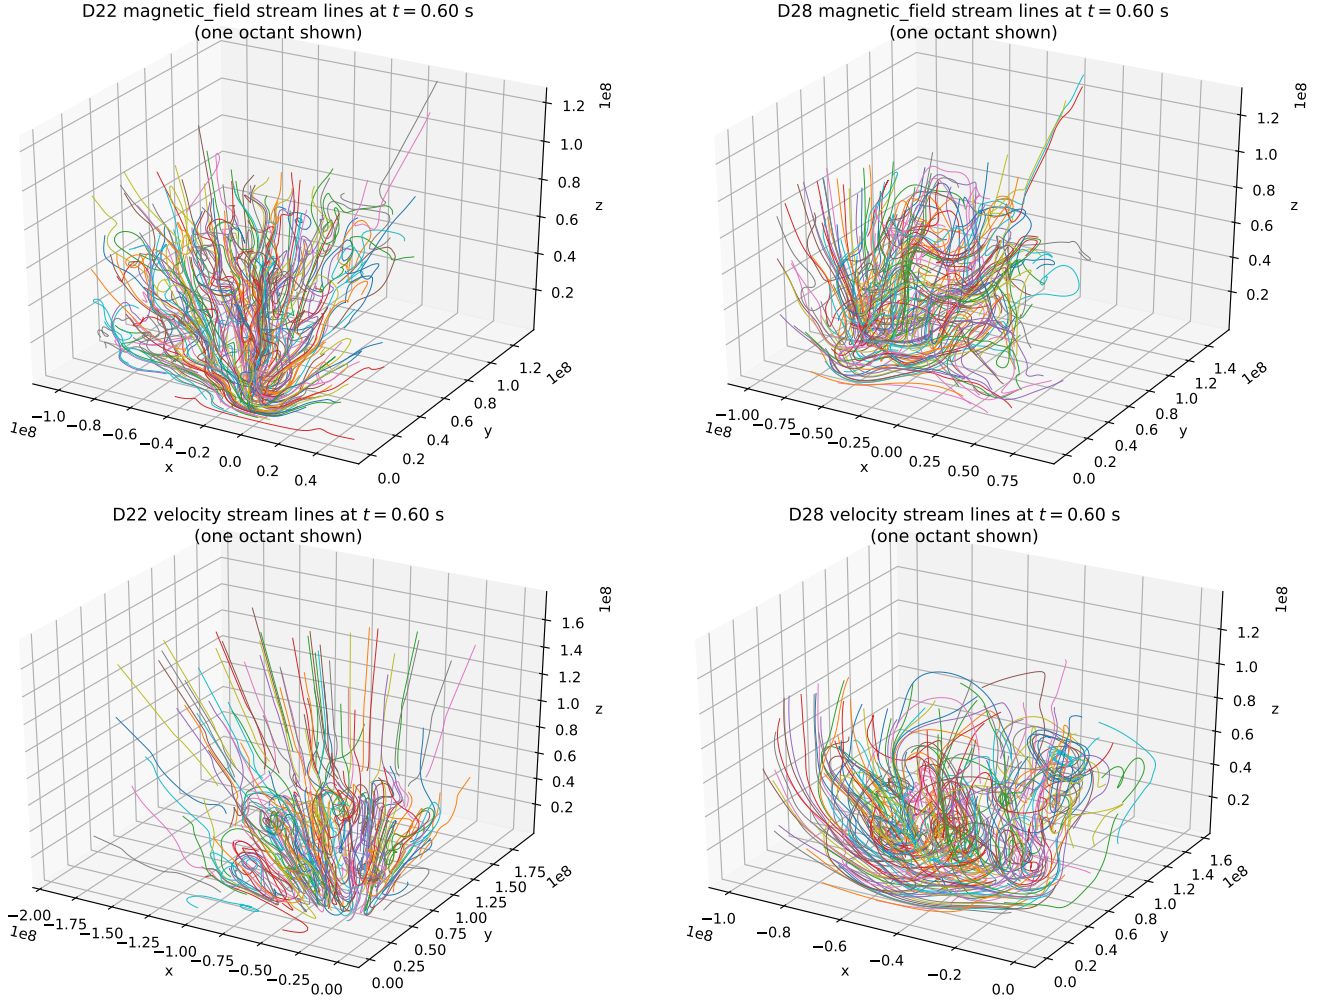 D22 magnetic_field stream lines at t = 0.60 s
(one octant shown)
1e8
1.2
1.0
0.8
0.6
0.4
0.2
z
1.2
1.0
0.8
0.6
0.4
0.2
0.0
1e8
y
−1.0
−0.8
−0.6
−0.4
−0.2
0.0
0.2
0.4
1e8
x
D28 magnetic_field stream lines at t = 0.60 s
(one octant shown)
1e8
1.2
1.0
0.8
0.6
0.4
0.2
z
1.4
1.2
1.0
0.8
0.6
0.4
0.2
0.0
1e8
y
−1.00
−0.75
−0.50
−0.25
0.00
0.25
0.50
0.75
1e8
x
D22 velocity stream lines at t = 0.60 s
(one octant shown)
1e8
1.6
1.4
1.2
1.0
0.8
0.6
0.4
0.2
z
1.75
1.50
1.25
1.00
0.75
0.50
0.25
0.00
1e8
y
−2.00
−1.75
−1.50
−1.25
−1.00
−0.75
−0.50
−0.25
0.00
1e8
x
D28 velocity stream lines at t = 0.60 s
(one octant shown)
1e8
1.2
1.0
0.8
0.6
0.4
0.2
z
1.6
1.4
1.2
1.0
0.8
0.6
0.4
0.2
0.0
1e8
y
−1.0
−0.8
−0.6
−0.4
−0.2
0.0
1e8
x